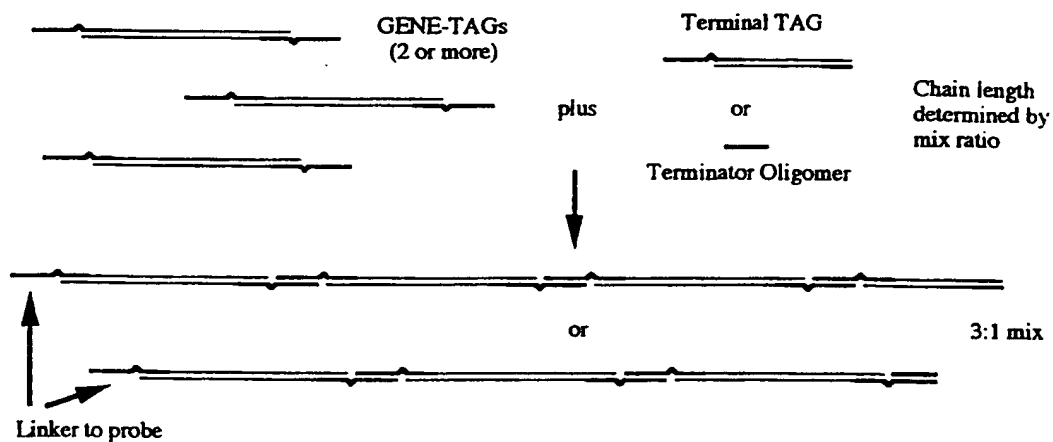 GENE-TAGs
(2 or more)
Terminal TAG
plus
or
Chain length
determined by
mix ratio
Terminator Oligomer
or
3:1 mix
Linker to probe